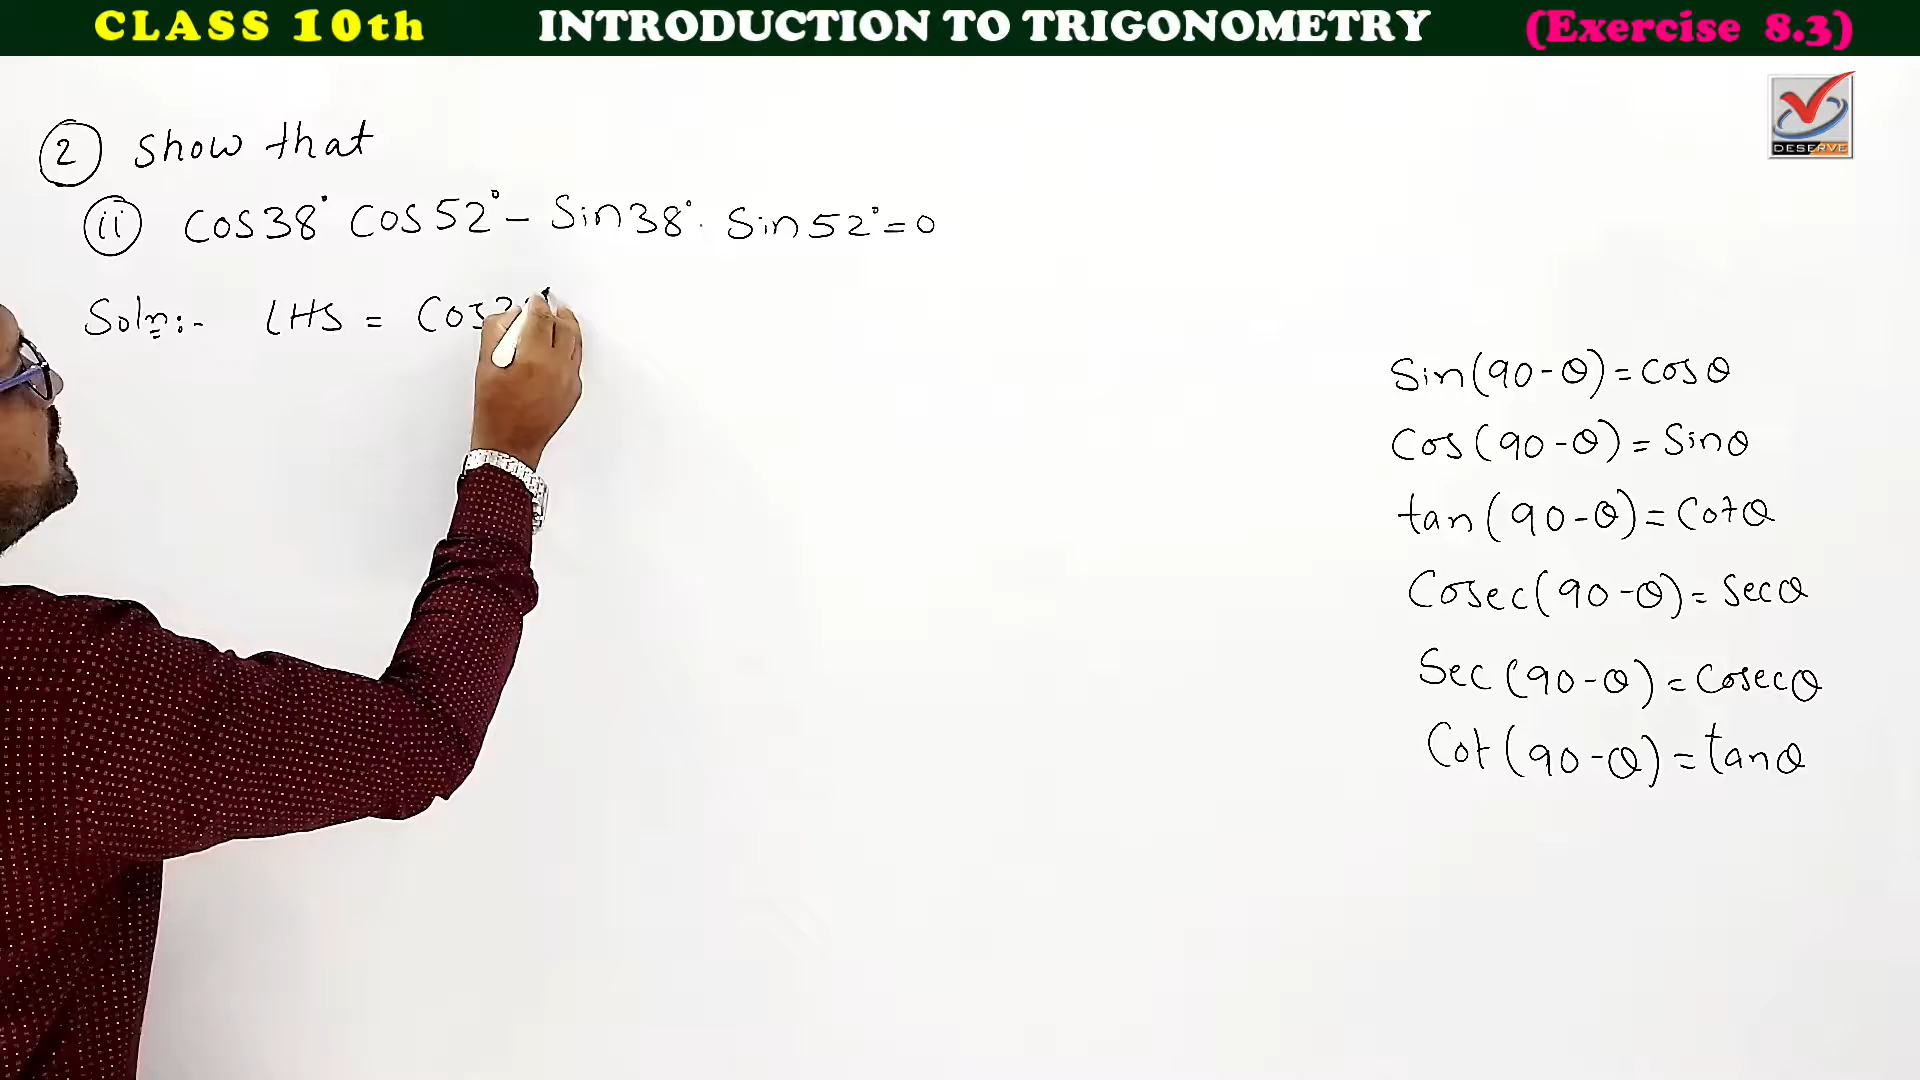 CLASS 10th INTRODUCTION TO TRIGONOMETRY (Exercise 8.3)
DESERVE
2 Show that
ii Cos38° Cos52° - Sin38° · Sin52° = 0
Soln:- LHS = Cos
Sin(90-θ) = Cosθ
Cos(90-θ) = Sinθ
tan(90-θ) = Cotθ
Cosec(90-θ) = Secθ
Sec(90-θ) = Cosecθ
Cot(90-θ) = tanθ